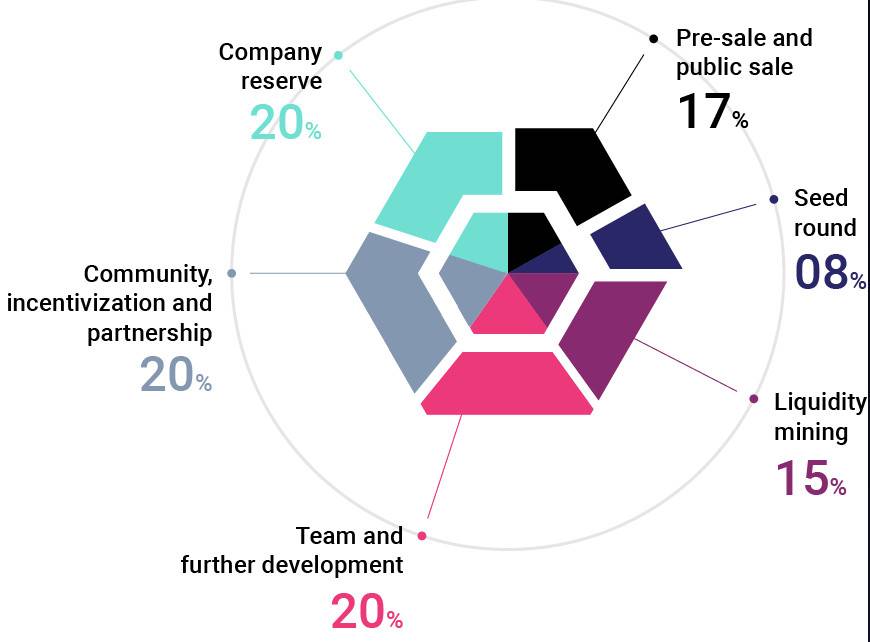 Company
reserve
20%
Pre-sale and
public sale
17%
Seed
round
08%
Community,
incentivization and
partnership
20%
Liquidity
mining
15%
Team and
further development
20%